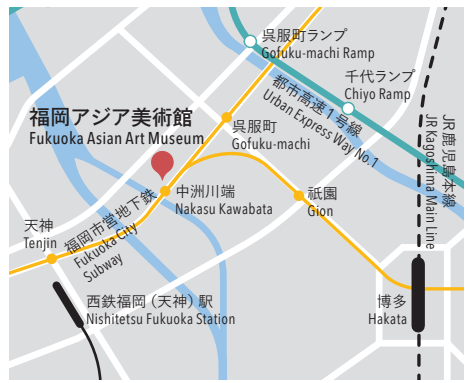 呉服町ランプ
Gofuku-machi Ramp
千代ランプ
Chiyo Ramp
都市高速1号線
Urban Express Way No.1
JR鹿児島本線
JR Kagoshima Main Line
福岡アジア美術館
Fukuoka Asian Art Museum
呉服町
Gofuku-machi
中洲川端
Nakasu Kawabata
祇園
Gion
福岡市営地下鉄
Fukuoka City
Subway
天神
Tenjin
西鉄福岡（天神）駅
Nishitetsu Fukuoka Station
博多
Hakata